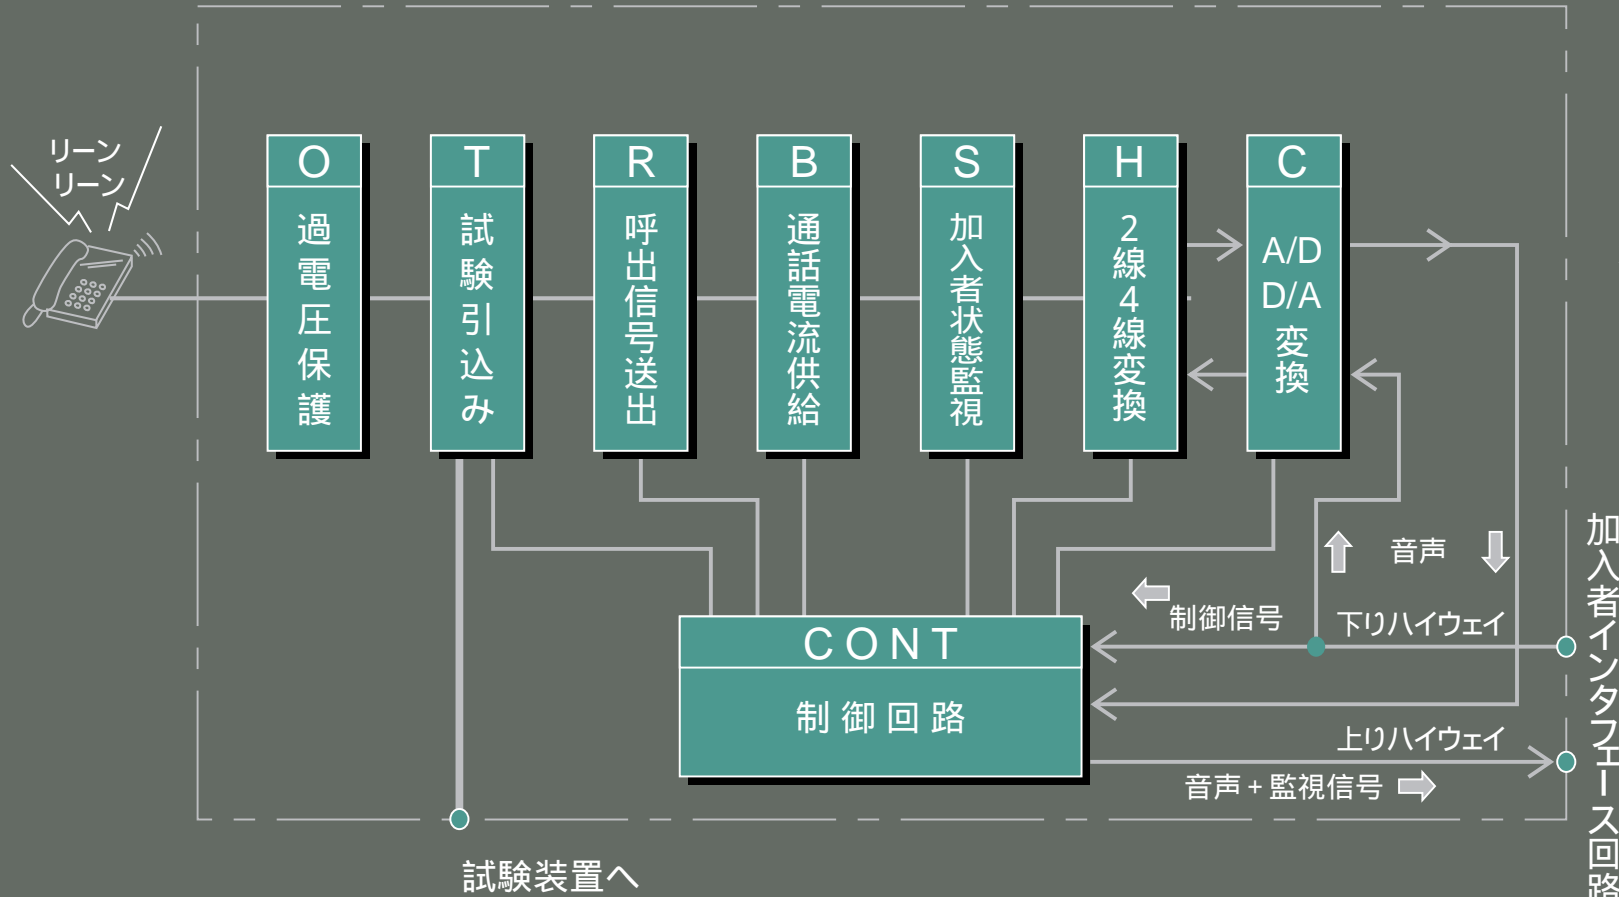 リーン
リーン
O
過電圧保護
T
試験引込み
R
呼出信号送出
B
通話電流供給
S
加入者状態監視
H
2線4線変換
C
A/D
D/A
変換
音声
制御信号
下りハイウェイ
CONT
制御回路
上りハイウェイ
音声+監視信号
試験装置へ
加入者インタフェース回路